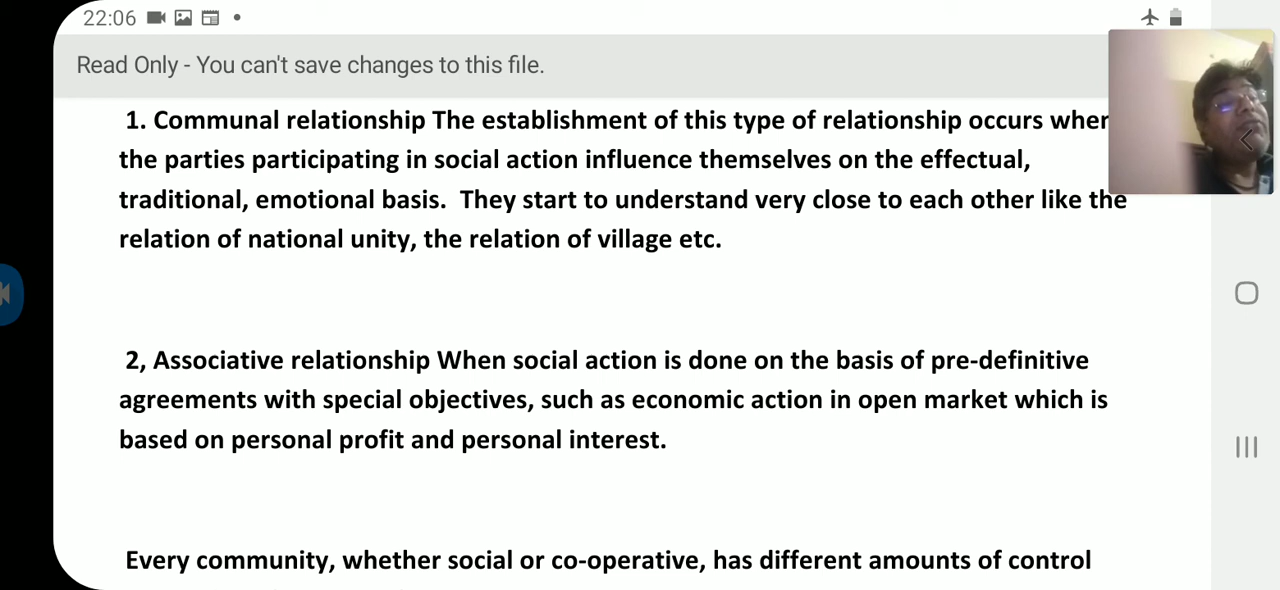 22:06
Read Only - You can't save changes to this file.
1. Communal relationship The establishment of this type of relationship occurs when
the parties participating in social action influence themselves on the effectual,
traditional, emotional basis.  They start to understand very close to each other like the
relation of national unity, the relation of village etc.
2, Associative relationship When social action is done on the basis of pre-definitive
agreements with special objectives, such as economic action in open market which is
based on personal profit and personal interest.
Every community, whether social or co-operative, has different amounts of control